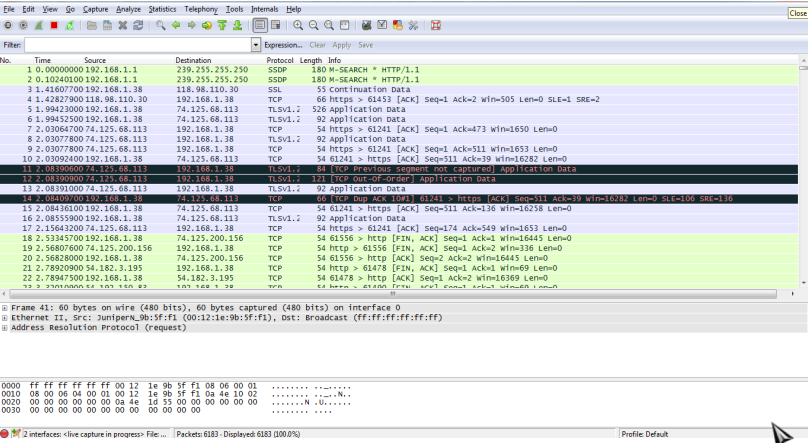 File Edit View Go Capture Analyze Statistics Telephony Tools Internals Help
Close
Filter: Expression... Clear Apply Save
No. Time Source Destination Protocol Length Info
1 0.00000000 192.168.1.1 239.255.255.250 SSDP 180 M-SEARCH * HTTP/1.1
2 0.10240100 192.168.1.1 239.255.255.250 SSDP 180 M-SEARCH * HTTP/1.1
3 1.41607700 192.168.1.38 118.98.110.30 SSL 55 Continuation Data
4 1.42827900 118.98.110.30 192.168.1.38 TCP 66 https > 61453 [ACK] Seq=1 Ack=2 Win=505 Len=0 SLE=1 SRE=2
5 1.99423000 192.168.1.38 74.125.68.113 TLSv1.2 526 Application Data
6 1.99452500 192.168.1.38 74.125.68.113 TLSv1.2 92 Application Data
7 2.03064700 74.125.68.113 192.168.1.38 TCP 54 https > 61241 [ACK] Seq=1 Ack=473 Win=1650 Len=0
8 2.03077800 74.125.68.113 192.168.1.38 TLSv1.2 92 Application Data
9 2.03077800 74.125.68.113 192.168.1.38 TCP 54 https > 61241 [ACK] Seq=39 Ack=511 Win=1653 Len=0
10 2.03092400 192.168.1.38 74.125.68.113 TCP 54 61241 > https [ACK] Seq=511 Ack=39 Win=16282 Len=0
11 2.08390600 74.125.68.113 192.168.1.38 TLSv1.2 84 [TCP Previous segment not captured] Application Data
12 2.08390900 74.125.68.113 192.168.1.38 TLSv1.2 121 [TCP Out-Of-Order] Application Data
13 2.08391000 74.125.68.113 192.168.1.38 TLSv1.2 92 Application Data
14 2.08409700 192.168.1.38 74.125.68.113 TCP 66 [TCP Dup ACK 10#1] 61241 > https [ACK] Seq=511 Ack=39 Win=16282 Len=0 SLE=106 SRE=136
15 2.08436100 192.168.1.38 74.125.68.113 TCP 54 61241 > https [ACK] Seq=511 Ack=136 Win=16258 Len=0
16 2.08555900 192.168.1.38 74.125.68.113 TLSv1.2 92 Application Data
17 2.15643200 74.125.68.113 192.168.1.38 TCP 54 https > 61241 [ACK] Seq=174 Ack=549 Win=1653 Len=0
18 2.53345700 192.168.1.38 74.125.200.156 TCP 54 61556 > http [FIN, ACK] Seq=1 Ack=1 Win=16445 Len=0
19 2.56807600 74.125.200.156 192.168.1.38 TCP 54 http > 61556 [FIN, ACK] Seq=1 Ack=2 Win=336 Len=0
20 2.56828000 192.168.1.38 74.125.200.156 TCP 54 61556 > http [ACK] Seq=2 Ack=2 Win=16445 Len=0
21 2.78920900 54.182.3.195 192.168.1.38 TCP 54 http > 61478 [FIN, ACK] Seq=1 Ack=1 Win=69 Len=0
22 2.78947500 192.168.1.38 54.182.3.195 TCP 54 61478 > http [ACK] Seq=1 Ack=2 Win=16369 Len=0
Frame 41: 60 bytes on wire (480 bits), 60 bytes captured (480 bits) on interface 0
Ethernet II, Src: JuniperN_9b:5f:f1 (00:12:1e:9b:5f:f1), Dst: Broadcast (ff:ff:ff:ff:ff:ff)
Address Resolution Protocol (request)
0000 ff ff ff ff ff ff 00 12 1e 9b 5f f1 08 06 00 01 ........ .._.....
0010 08 00 06 04 00 01 00 12 1e 9b 5f f1 0a 4e 10 02 ........ .._..N..
0020 00 00 00 00 00 00 0a 4e 1d 55 00 00 00 00 00 00 .......N .U......
0030 00 00 00 00 00 00 00 00 00 00 00 00 ........ ....
2 interfaces: <live capture in progress> File: ... Packets: 6183 · Displayed: 6183 (100.0%) Profile: Default